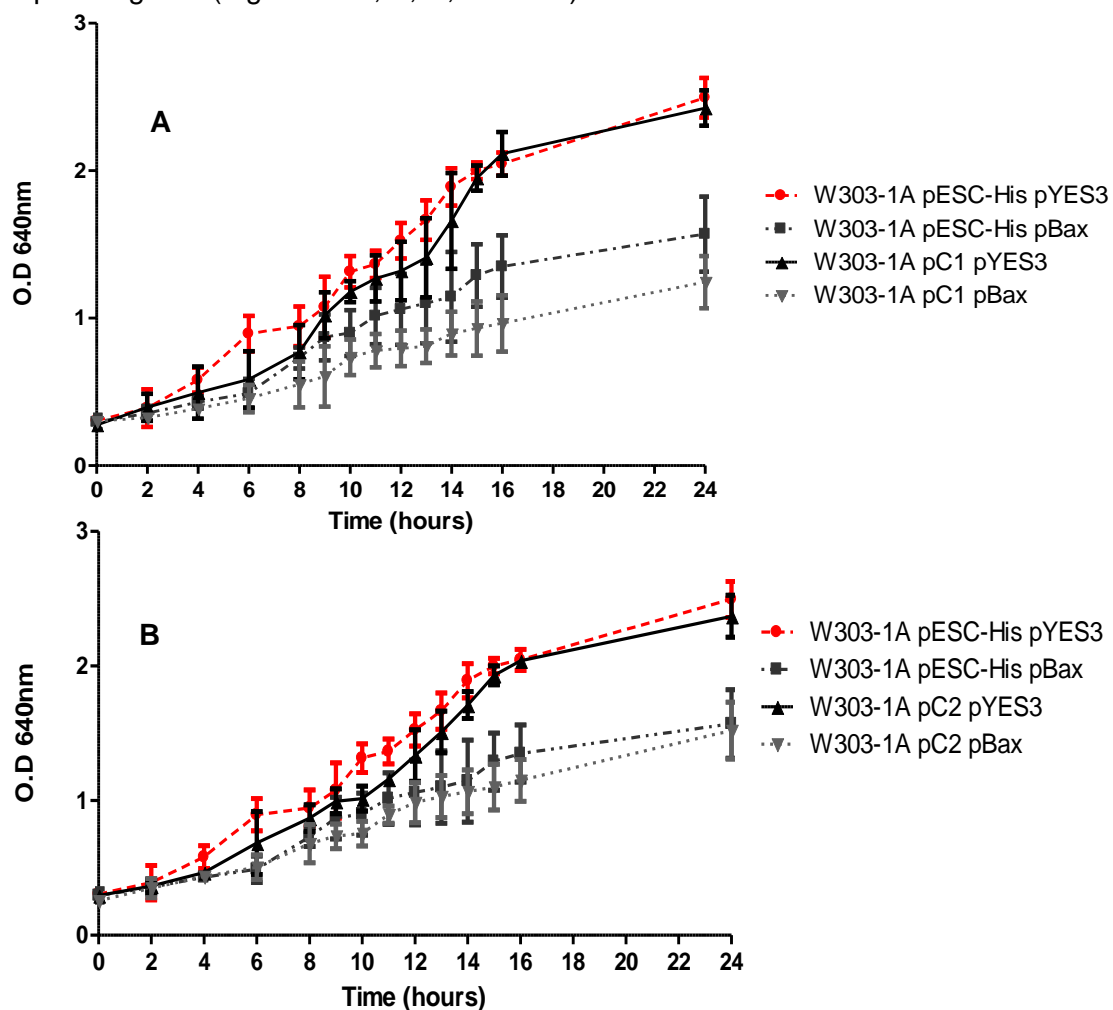 3
A
2
1
0
O.D 640nm
0 2 4 6 8 10 12 14 16 18 20 22 24
Time (hours)
W303-1A pESC-His pYES3
W303-1A pESC-His pBax
W303-1A pC1 pYES3
W303-1A pC1 pBax
3
B
2
1
0
O.D 640nm
0 2 4 6 8 10 12 14 16 18 20 22 24
Time (hours)
W303-1A pESC-His pYES3
W303-1A pESC-His pBax
W303-1A pC2 pYES3
W303-1A pC2 pBax